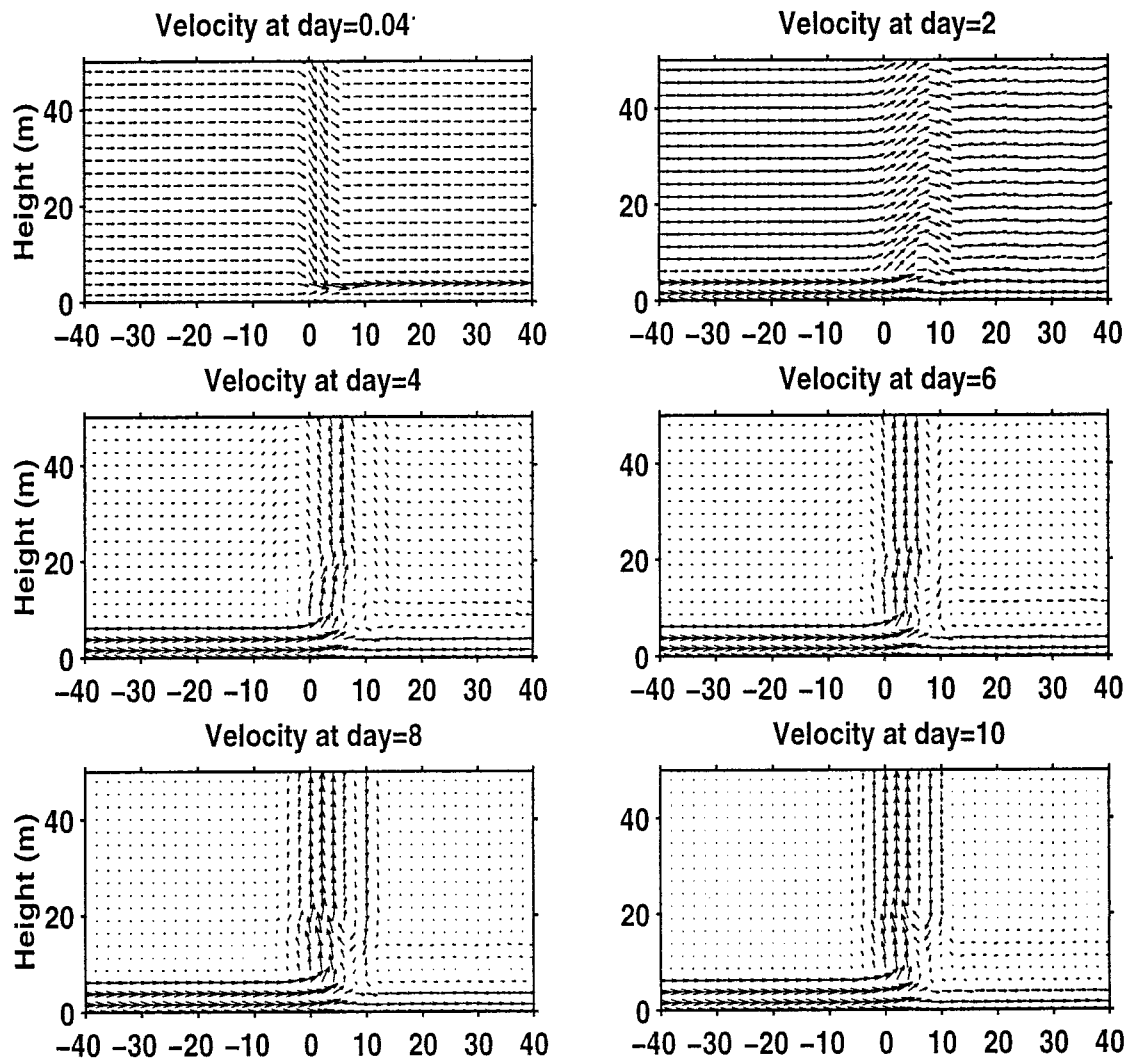 Velocity at day=0.04
Velocity at day=2
Height (m)
40
20
0
40
20
0
−40 −30 −20 −10 0 10 20 30 40
−40 −30 −20 −10 0 10 20 30 40
Velocity at day=4
Velocity at day=6
Height (m)
40
20
0
40
20
0
−40 −30 −20 −10 0 10 20 30 40
−40 −30 −20 −10 0 10 20 30 40
Velocity at day=8
Velocity at day=10
Height (m)
40
20
0
40
20
0
−40 −30 −20 −10 0 10 20 30 40
−40 −30 −20 −10 0 10 20 30 40